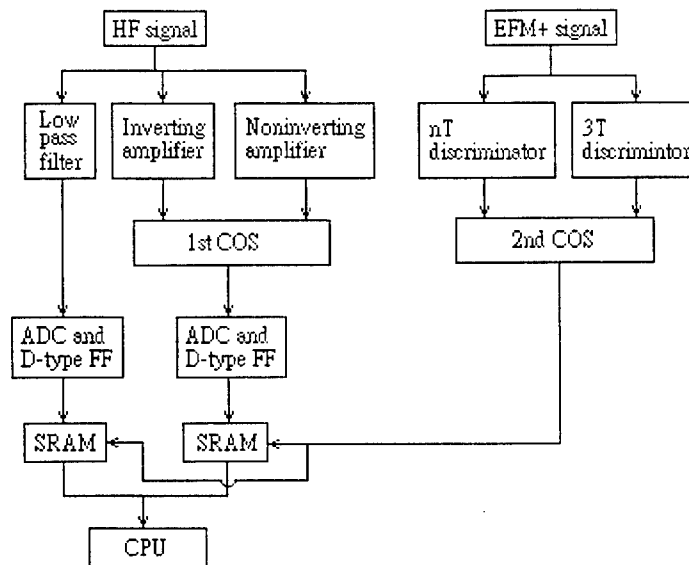 HF signal
EFM+ signal
Low
pass
filter
Inverting
amplifier
Noninverting
amplifier
nT
discriminator
3T
discrimintor
1st COS
2nd COS
ADC and
D-type FF
ADC and
D-type FF
SRAM
SRAM
CPU